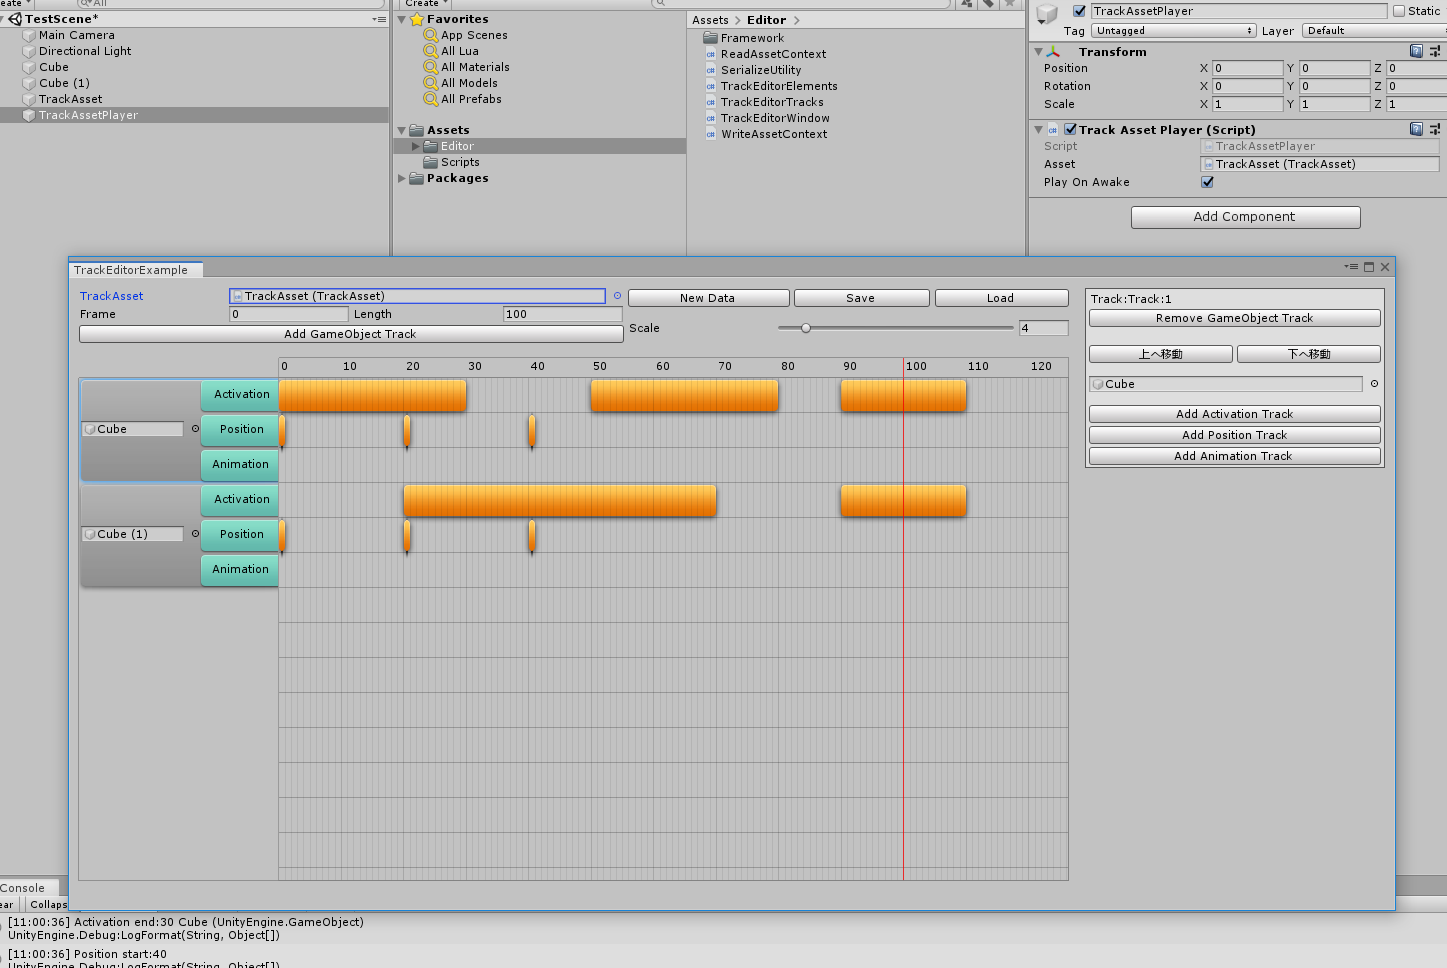 eate
All
TestScene*
Main Camera
Directional Light
Cube
Cube (1)
TrackAsset
TrackAssetPlayer
Create
Favorites
App Scenes
All Lua
All Materials
All Models
All Prefabs
Assets
Editor
Scripts
Packages
Assets > Editor >
Framework
ReadAssetContext
SerializeUtility
TrackEditorElements
TrackEditorTracks
TrackEditorWindow
WriteAssetContext
TrackAssetPlayer Static
Tag Untagged Layer Default
Transform
Position X 0 Y 0 Z 0
Rotation X 0 Y 0 Z 0
Scale X 1 Y 1 Z 1
Track Asset Player (Script)
Script TrackAssetPlayer
Asset TrackAsset (TrackAsset)
Play On Awake
Add Component
TrackEditorExample
TrackAsset TrackAsset (TrackAsset) New Data Save Load
Frame 0 Length 100
Add GameObject Track
Scale 4
0 10 20 30 40 50 60 70 80 90 100 110 120
Activation
Cube Position
Animation
Activation
Cube (1) Position
Animation
Track:Track:1
Remove GameObject Track
上へ移動 下へ移動
Cube
Add Activation Track
Add Position Track
Add Animation Track
Console
ear Collaps
[11:00:36] Activation end:30 Cube (UnityEngine.GameObject)
UnityEngine.Debug:LogFormat(String, Object[])
[11:00:36] Position start:40
UnityEngine.Debug:LogFormat(String, Object[])